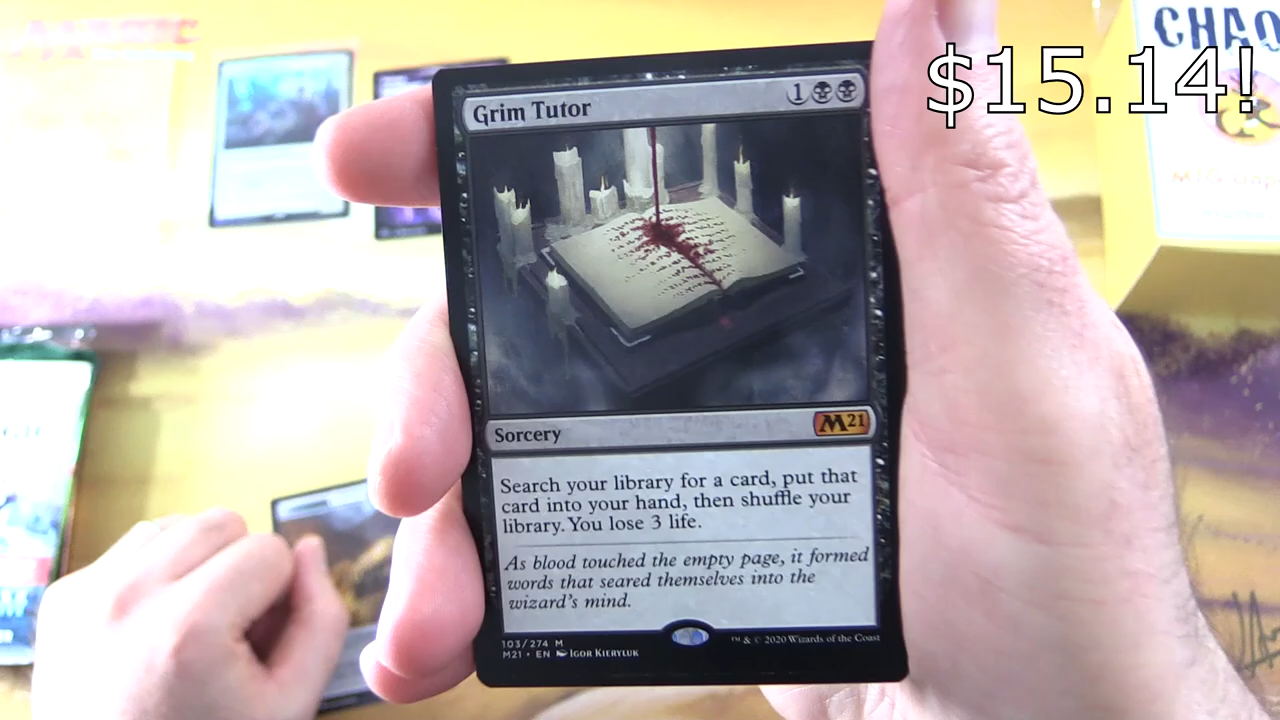 $15.14!
CHAO
Grim Tutor
1
Sorcery
M21
Search your library for a card, put that
card into your hand, then shuffle your
library. You lose 3 life.
As blood touched the empty page, it formed
words that seared themselves into the
wizard's mind.
103/274 M
M21 • EN Igor Kieryluk
™ & © 2020 Wizards of the Coast